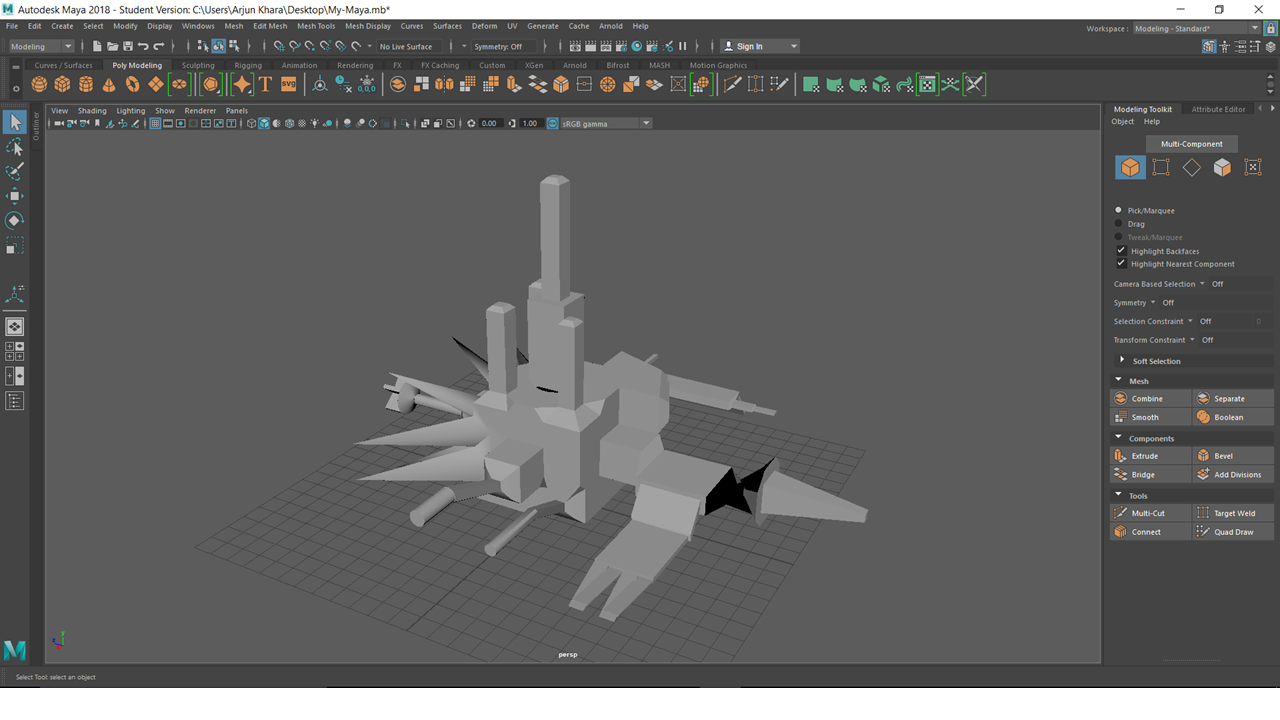 Autodesk Maya 2018 - Student Version: C:\Users\Arjun Khara\Desktop\My-Maya.mb*
File Edit Create Select Modify Display Windows Mesh Edit Mesh Mesh Tools Mesh Display Curves Surfaces Deform UV Generate Cache Arnold Help
Workspace : Modeling - Standard*
Modeling No Live Surface Symmetry: Off Sign In
Curves / Surfaces Poly Modeling Sculpting Rigging Animation Rendering FX FX Caching Custom XGen Arnold Bifrost MASH Motion Graphics
T SVG 0,0,0
View Shading Lighting Show Renderer Panels
0.00 1.00 sRGB gamma
Outliner
Modeling Toolkit Attribute Editor
Object Help
Multi-Component
Pick/Marquee
Drag
Tweak/Marquee
Highlight Backfaces
Highlight Nearest Component
Camera Based Selection Off
Symmetry Off
Selection Constraint Off 0
Transform Constraint Off
Soft Selection
Mesh
Combine Separate
Smooth Boolean
Components
Extrude Bevel
Bridge Add Divisions
Tools
Multi-Cut Target Weld
Connect Quad Draw
persp
Select Tool: select an object